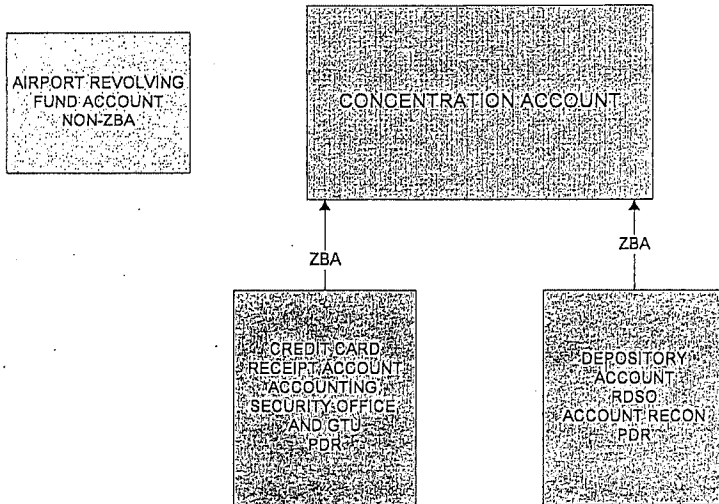 AIRPORT REVOLVING
FUND ACCOUNT
NON-ZBA
CONCENTRATION ACCOUNT
ZBA
ZBA
CREDIT CARD
RECEIPT ACCOUNT
ACCOUNTING,
SECURITY OFFICE
AND GTU
PDR
DEPOSITORY
ACCOUNT
RDSO
ACCOUNT RECON
PDR